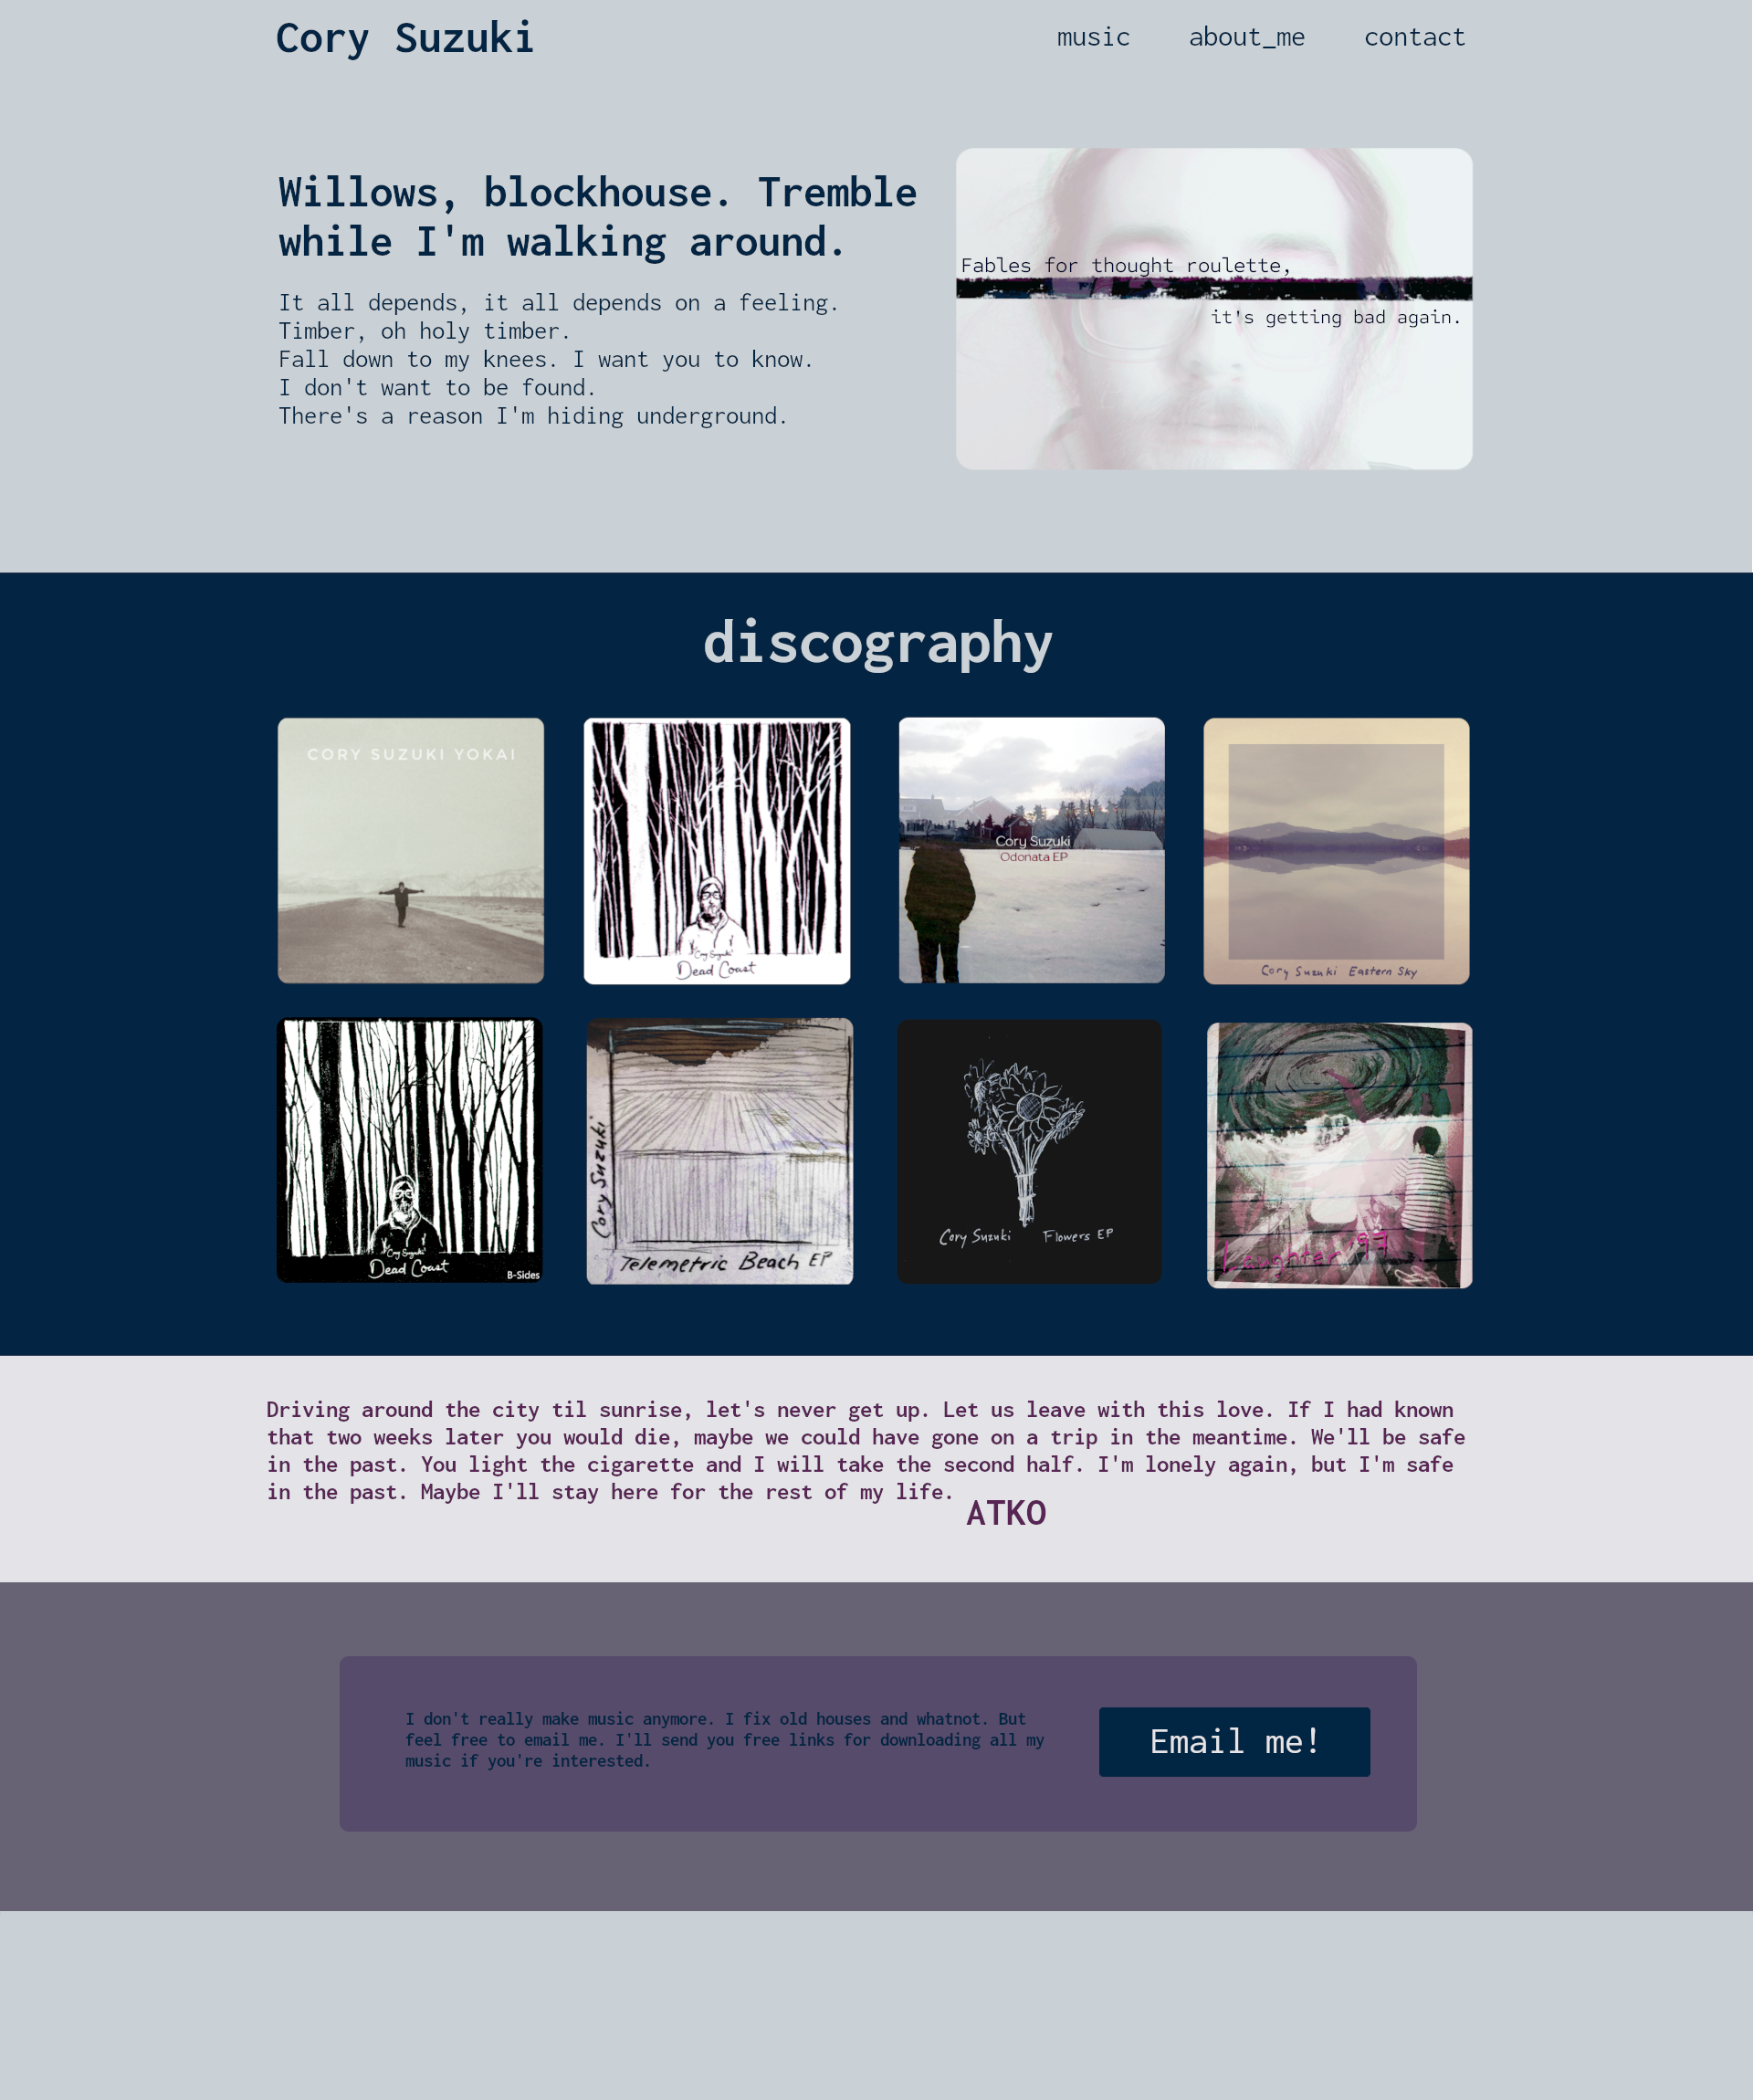 Cory Suzuki
music about_me contact
Willows, blockhouse. Tremble
while I'm walking around.
It all depends, it all depends on a feeling.
Timber, oh holy timber.
Fall down to my knees. I want you to know.
I don't want to be found.
There's a reason I'm hiding underground.
Fables for thought roulette,
it's getting bad again.
discography
CORY SUZUKI YOKAI
Cory Suzuki
Dead Coast
Cory Suzuki
Odonata EP
Cory Suzuki Eastern Sky
Cory Suzuki
Dead Coast
B-Sides
Cory Suzuki
Telemetric Beach EP
Cory Suzuki Flowers EP
Laughter '97
Driving around the city til sunrise, let's never get up. Let us leave with this love. If I had known
that two weeks later you would die, maybe we could have gone on a trip in the meantime. We'll be safe
in the past. You light the cigarette and I will take the second half. I'm lonely again, but I'm safe
in the past. Maybe I'll stay here for the rest of my life.
ATKO
I don't really make music anymore. I fix old houses and whatnot. But
feel free to email me. I'll send you free links for downloading all my
music if you're interested.
Email me!